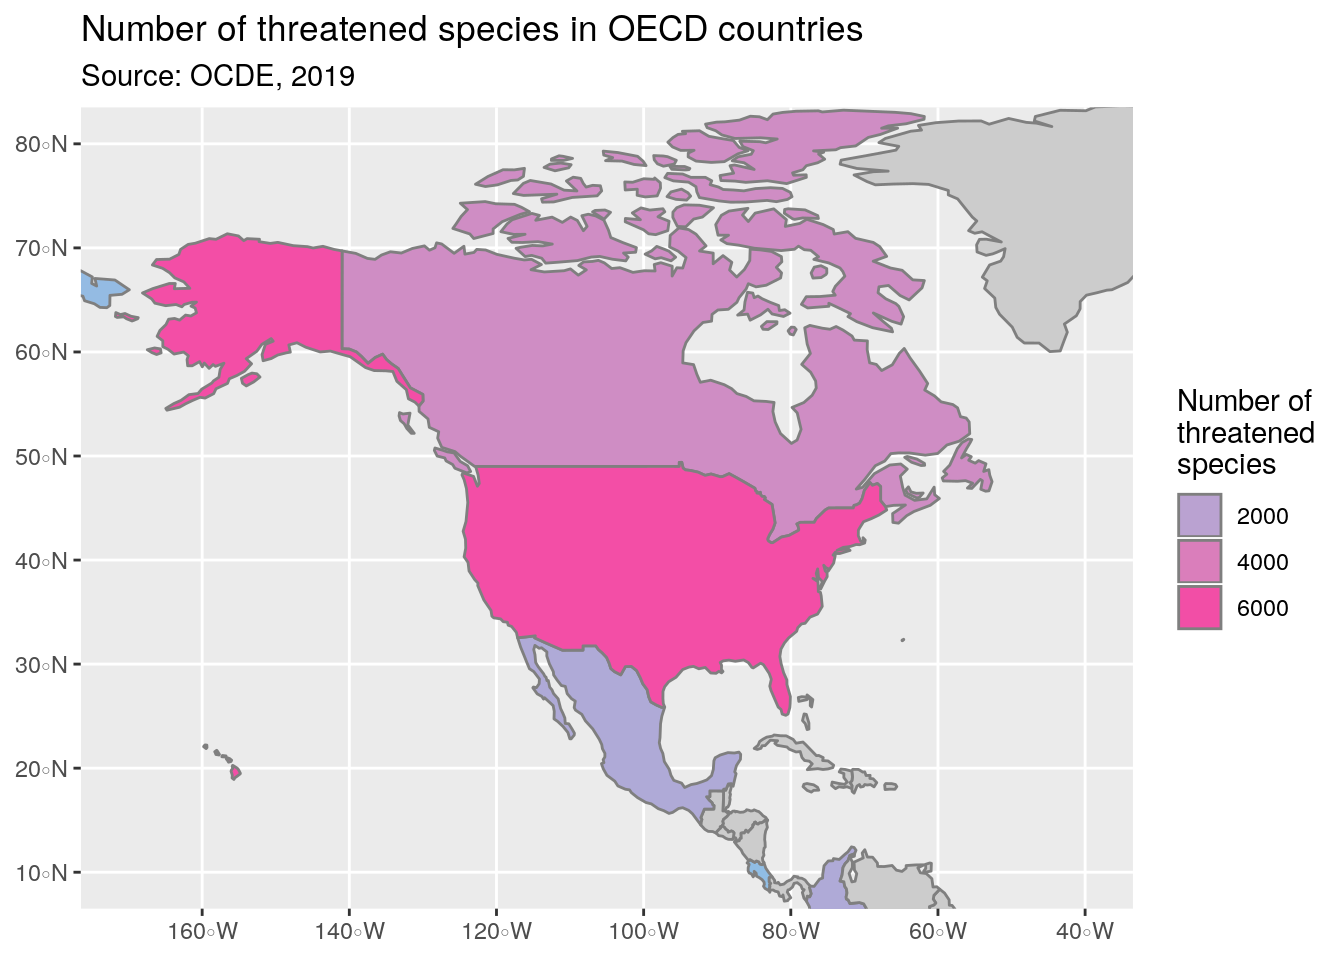 Number of threatened species in OECD countries
Source: OCDE, 2019
80°N
70°N
60°N
50°N
40°N
30°N
20°N
10°N
160°W
140°W
120°W
100°W
80°W
60°W
40°W
Number of
threatened
species
2000
4000
6000